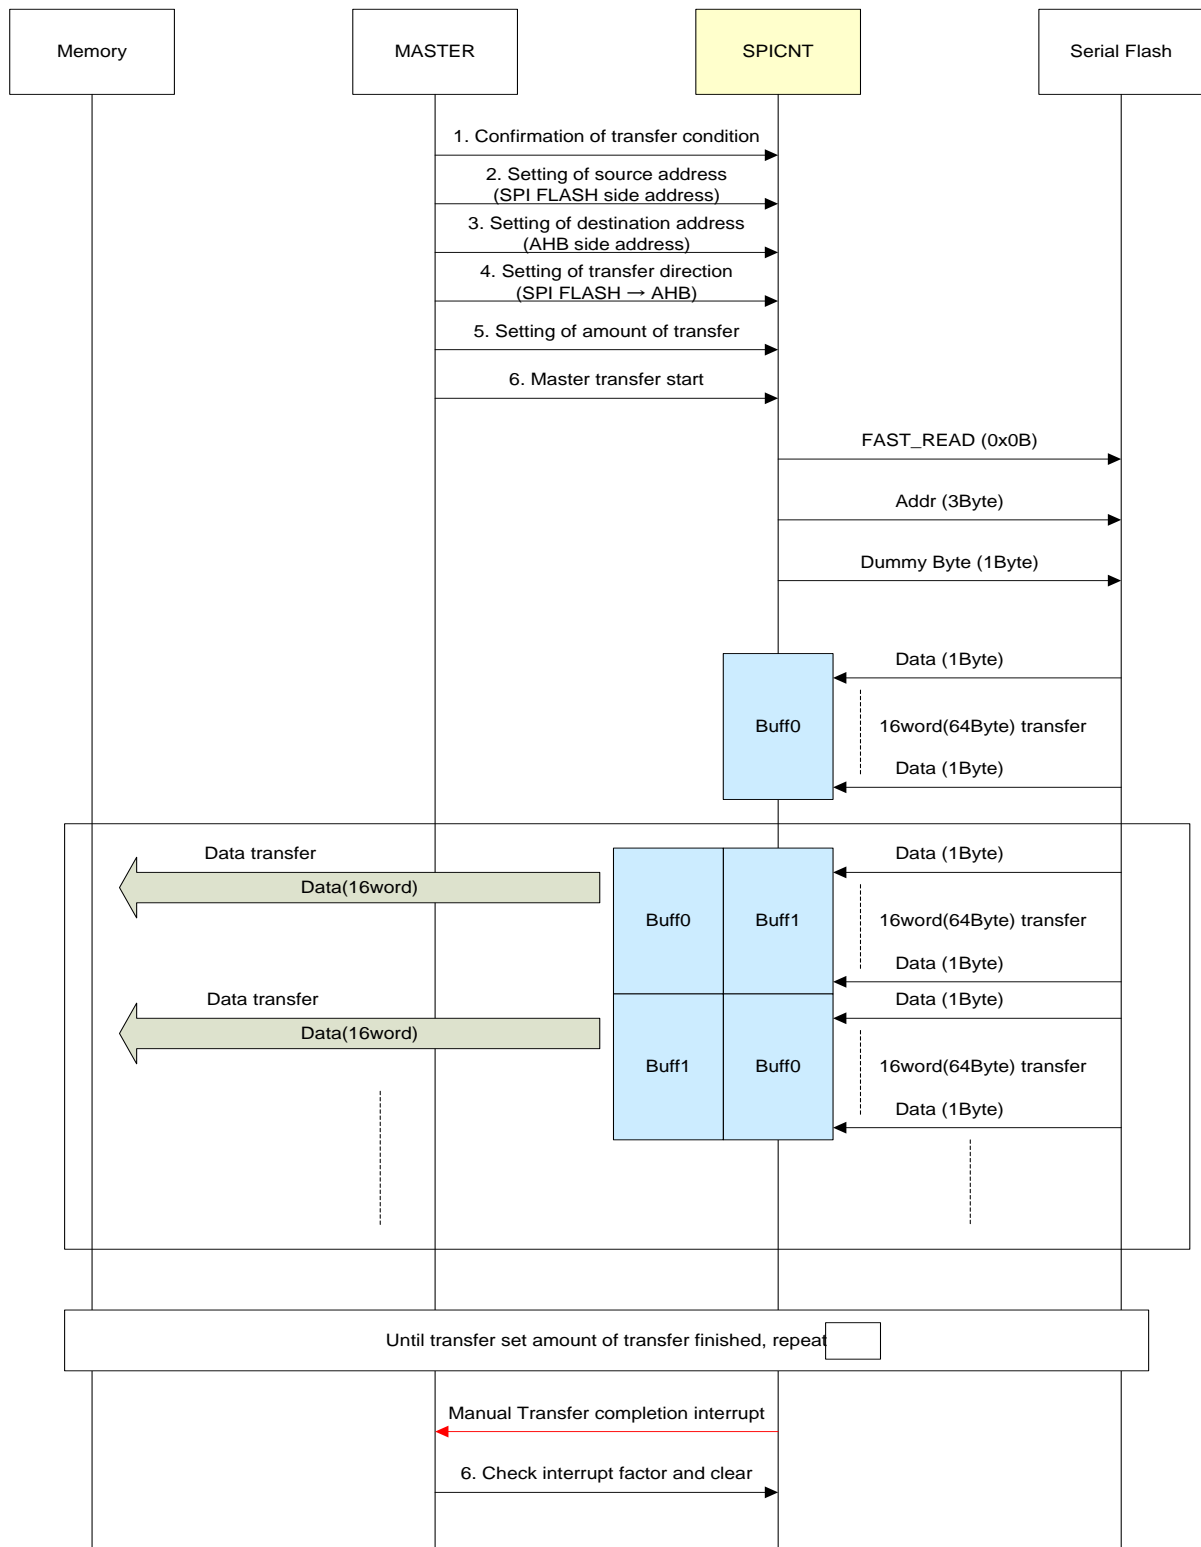 Memory
MASTER
SPICNT
Serial Flash
1. Confirmation of transfer condition
2. Setting of source address
(SPI FLASH side address)
3. Setting of destination address
(AHB side address)
4. Setting of transfer direction
(SPI FLASH → AHB)
5. Setting of amount of transfer
6. Master transfer start
FAST_READ (0x0B)
Addr (3Byte)
Dummy Byte (1Byte)
Data (1Byte)
Buff0
16word(64Byte) transfer
Data (1Byte)
Data transfer
Data (1Byte)
Data(16word)
Buff0
Buff1
16word(64Byte) transfer
Data (1Byte)
Data transfer
Data (1Byte)
Data(16word)
Buff1
Buff0
16word(64Byte) transfer
Data (1Byte)
Until transfer set amount of transfer finished, repeat
Manual Transfer completion interrupt
6. Check interrupt factor and clear